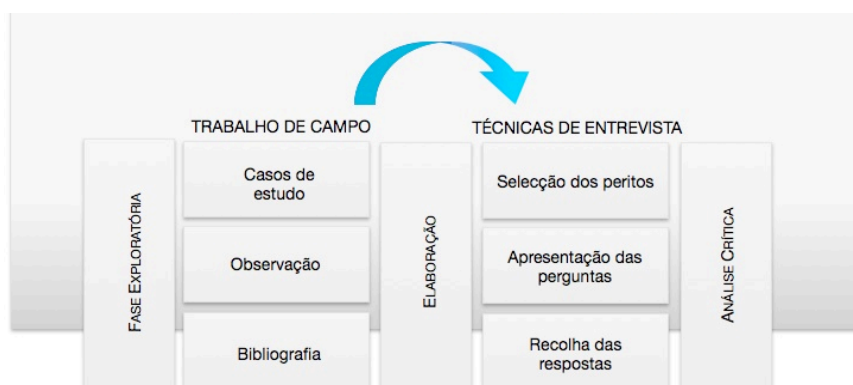 TRABALHO DE CAMPO
TÉCNICAS DE ENTREVISTA
FASE EXPLORATÓRIA
Casos de
estudo
Observação
Bibliografia
ELABORAÇÃO
Selecção dos peritos
Apresentação das
perguntas
Recolha das
respostas
ANÁLISE CRÍTICA